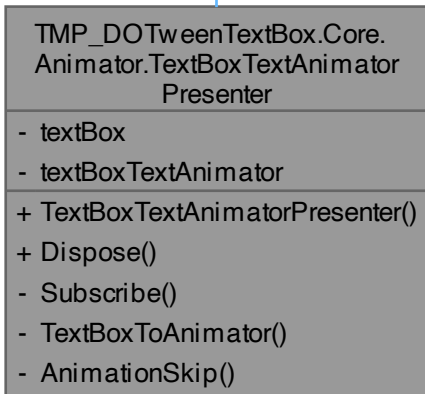 TMP_DOTweenTextBox.Core.
Animator.TextBoxTextAnimator
Presenter
- textBox
- textBoxTextAnimator
+ TextBoxTextAnimatorPresenter()
+ Dispose()
- Subscribe()
- TextBoxToAnimator()
- AnimationSkip()